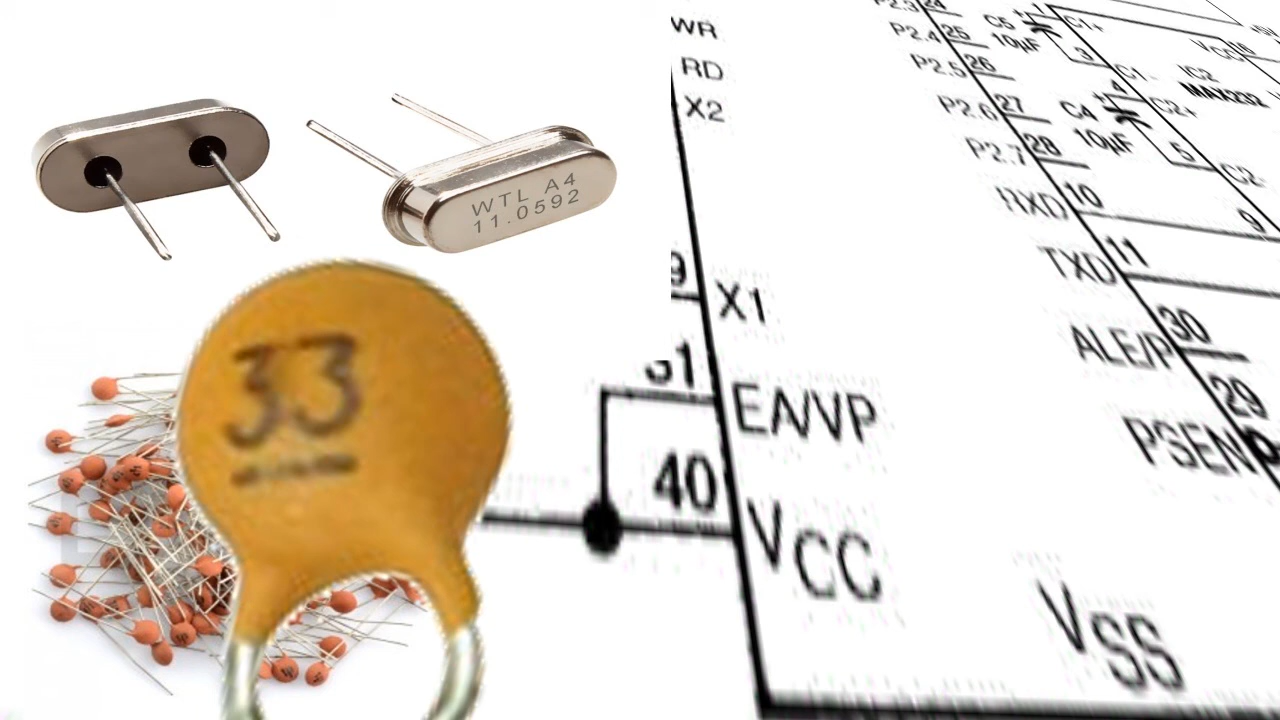 WTL A4
11.0592
33
WR
RD
X2
X1
EA/VP
40
VCC
VSS
P2.4
25
P2.5
26
P2.6
27
P2.7
28
RXD
10
TXD
11
ALE/P
30
PSEN
29
C5
10µF
1
C1+
3
C1-
VCC
IC2
MAX232
C4
10µF
4
C2+
5
C2-
9